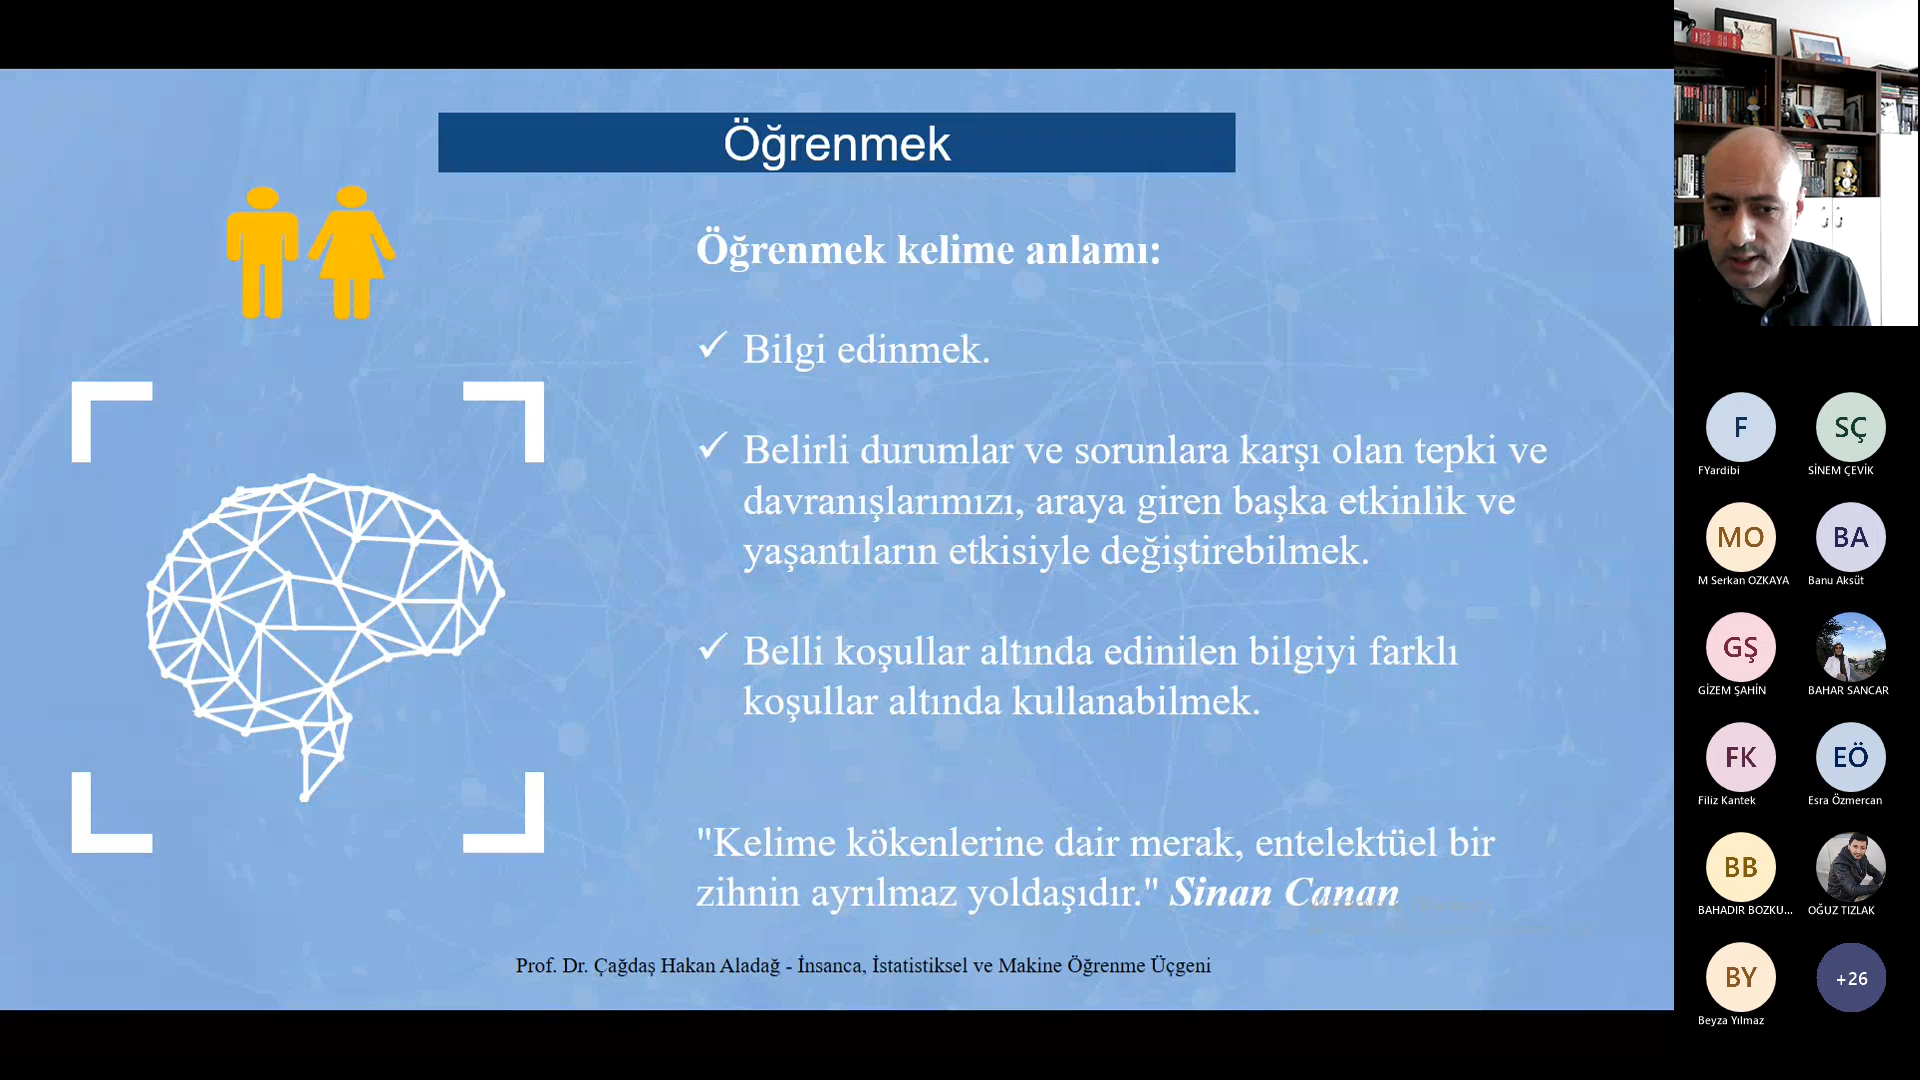 Öğrenmek
Öğrenmek kelime anlamı:
✓ Bilgi edinmek.
✓ Belirli durumlar ve sorunlara karşı olan tepki ve
davranışlarımızı, araya giren başka etkinlik ve
yaşantıların etkisiyle değiştirebilmek.
✓ Belli koşullar altında edinilen bilgiyi farklı
koşullar altında kullanabilmek.
"Kelime kökenlerine dair merak, entelektüel bir
zihnin ayrılmaz yoldaşıdır." Sinan Canan
Prof. Dr. Çağdaş Hakan Aladağ - İnsanca, İstatistiksel ve Makine Öğrenme Üçgeni
F
FYardibi
SÇ
SİNEM ÇEVİK
MO
M Serkan OZKAYA
BA
Banu Aksüt
GŞ
GİZEM ŞAHİN
BAHAR SANCAR
FK
Filiz Kantek
EÖ
Esra Özmercan
BB
BAHADIR BOZKU...
OĞUZ TIZLAK
BY
Beyza Yılmaz
+26